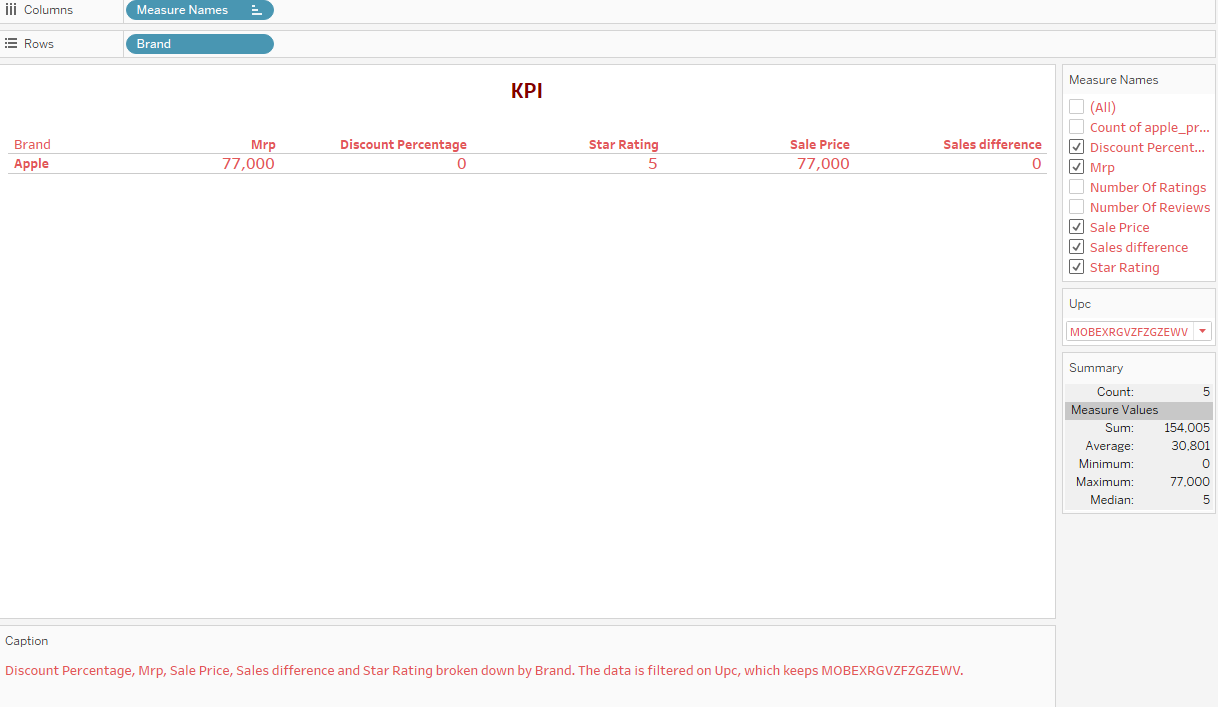 Columns
Measure Names
Rows
Brand
KPI
Brand Mrp Discount Percentage Star Rating Sale Price Sales difference
Apple 77,000 0 5 77,000 0
Measure Names
(All)
Count of apple_pr...
Discount Percent...
Mrp
Number Of Ratings
Number Of Reviews
Sale Price
Sales difference
Star Rating
Upc
MOBEXRGVZFZGZEWV
Summary
Count: 5
Measure Values
Sum: 154,005
Average: 30,801
Minimum: 0
Maximum: 77,000
Median: 5
Caption
Discount Percentage, Mrp, Sale Price, Sales difference and Star Rating broken down by Brand. The data is filtered on Upc, which keeps MOBEXRGVZFZGZEWV.